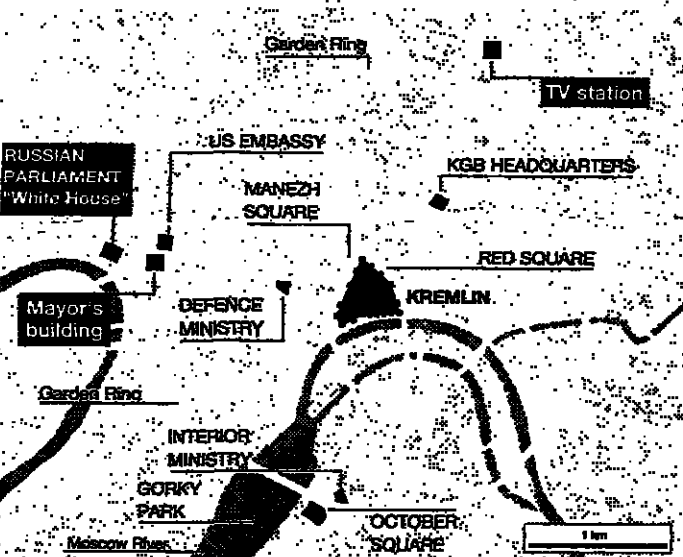 Garden Ring
TV station
US EMBASSY
RUSSIAN
PARLIAMENT
"White House"
KGB HEADQUARTERS
MANEZH
SQUARE
RED SQUARE
KREMLIN
Mayor's
building
DEFENCE
MINISTRY
Garden Ring
INTERIOR
MINISTRY
GORKY
PARK
OCTOBER
SQUARE
Moscow River
1 km